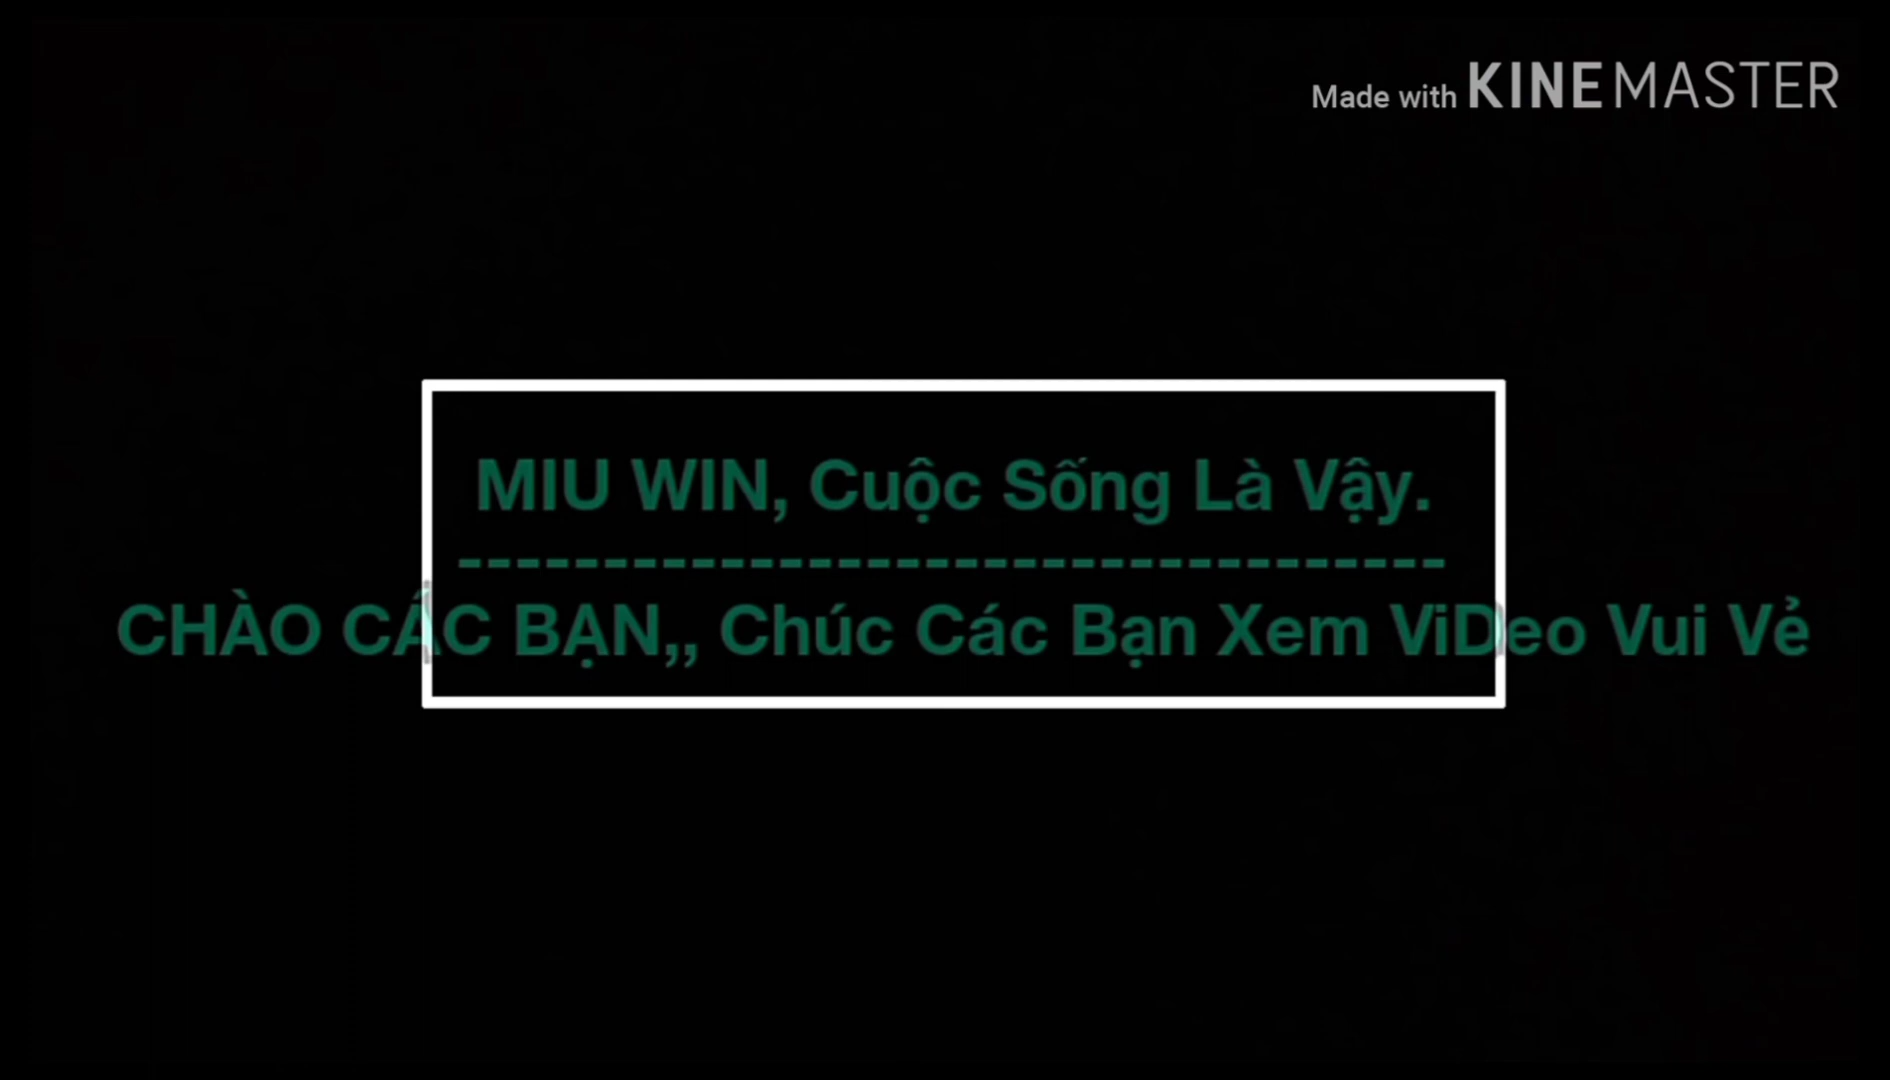 Made with KINEMASTER
MIU WIN, Cuộc Sống Là Vậy.
----------------------------------
CHÀO CÁC BẠN,, Chúc Các Bạn Xem ViDeo Vui Vẻ